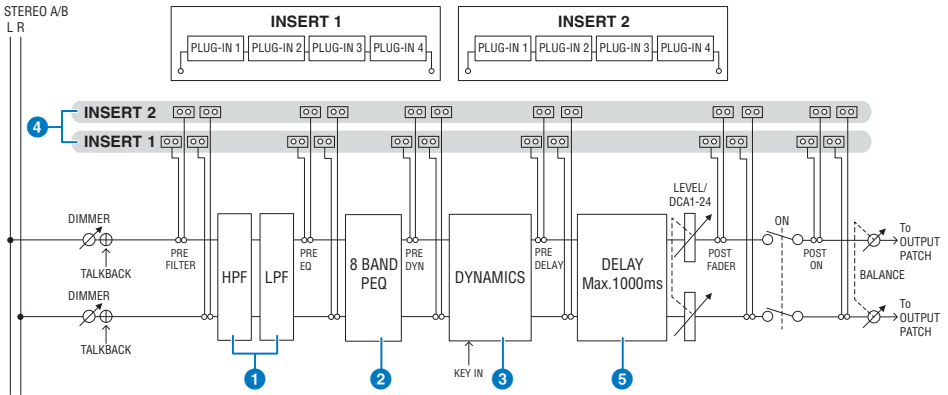 STEREO A/B
L R
INSERT 1
PLUG-IN 1 PLUG-IN 2 PLUG-IN 3 PLUG-IN 4
INSERT 2
PLUG-IN 1 PLUG-IN 2 PLUG-IN 3 PLUG-IN 4
INSERT 2
4
INSERT 1
DIMMER
TALKBACK
PRE
FILTER
HPF
LPF
PRE
EQ
8 BAND
PEQ
PRE
DYN
DYNAMICS
PRE
DELAY
DELAY
Max.1000ms
LEVEL/
DCA1-24
POST
FADER
ON
POST
ON
BALANCE
To
OUTPUT
PATCH
DIMMER
TALKBACK
To
OUTPUT
PATCH
KEY IN
1
2
3
5